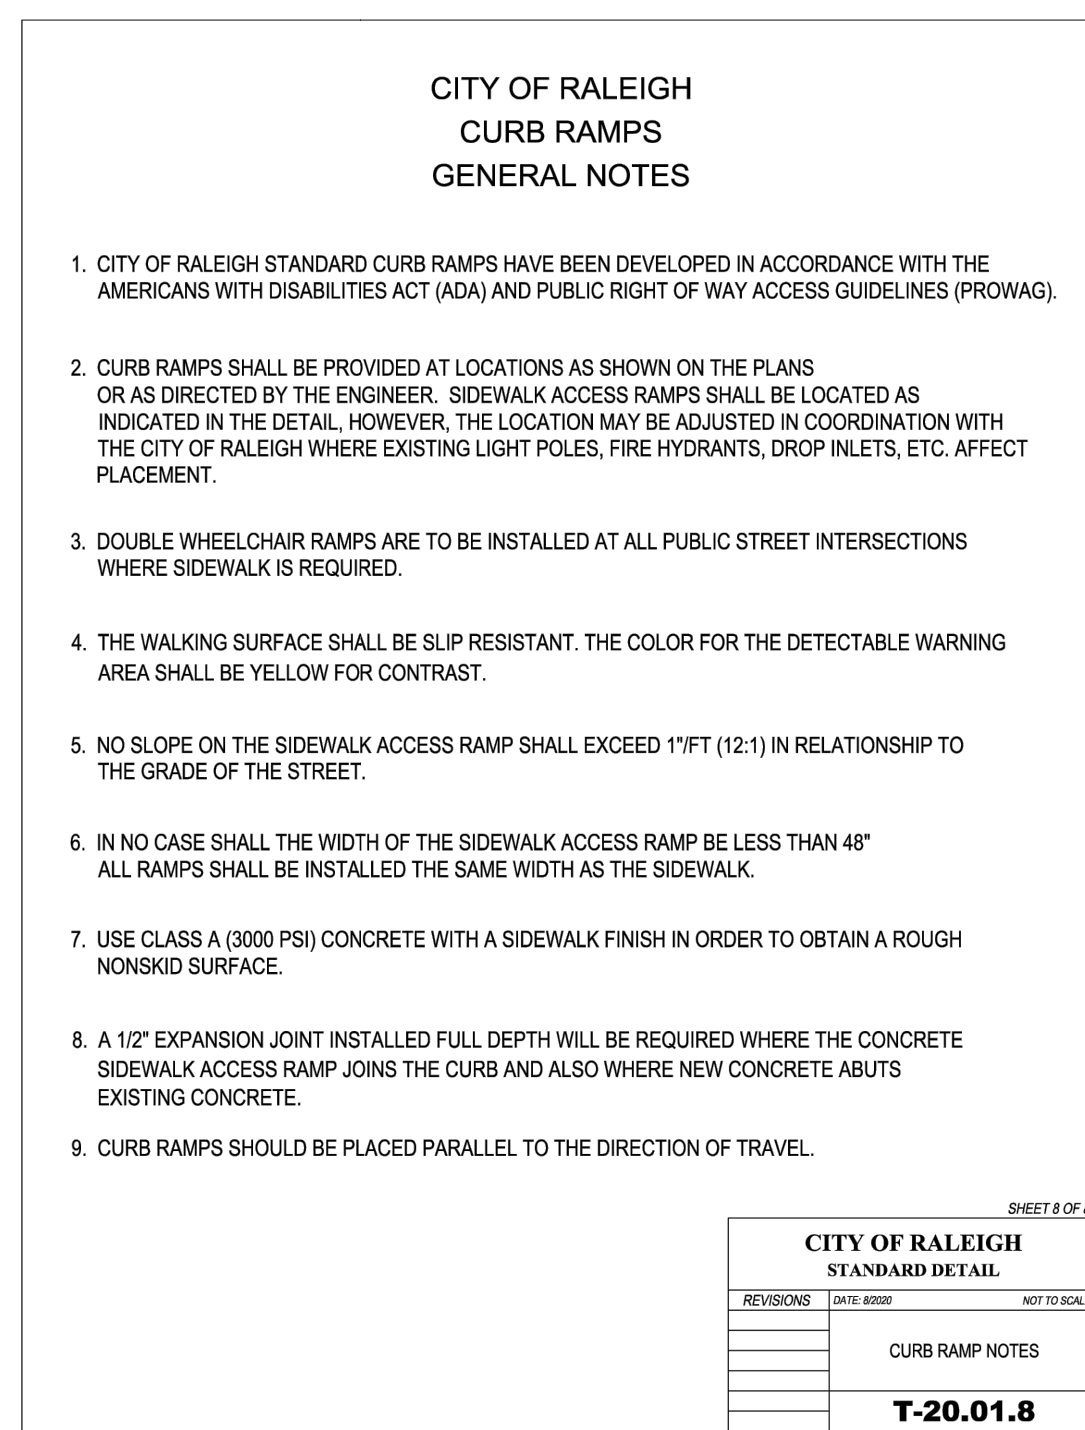 CITY OF RALEIGH
CURB RAMPS
GENERAL NOTES
1. CITY OF RALEIGH STANDARD CURB RAMPS HAVE BEEN DEVELOPED IN ACCORDANCE WITH THE
AMERICANS WITH DISABILITIES ACT (ADA) AND PUBLIC RIGHT OF WAY ACCESS GUIDELINES (PROWAG).
2. CURB RAMPS SHALL BE PROVIDED AT LOCATIONS AS SHOWN ON THE PLANS
OR AS DIRECTED BY THE ENGINEER. SIDEWALK ACCESS RAMPS SHALL BE LOCATED AS
INDICATED IN THE DETAIL, HOWEVER, THE LOCATION MAY BE ADJUSTED IN COORDINATION WITH
THE CITY OF RALEIGH WHERE EXISTING LIGHT POLES, FIRE HYDRANTS, DROP INLETS, ETC. AFFECT
PLACEMENT.
3. DOUBLE WHEELCHAIR RAMPS ARE TO BE INSTALLED AT ALL PUBLIC STREET INTERSECTIONS
WHERE SIDEWALK IS REQUIRED.
4. THE WALKING SURFACE SHALL BE SLIP RESISTANT. THE COLOR FOR THE DETECTABLE WARNING
AREA SHALL BE YELLOW FOR CONTRAST.
5. NO SLOPE ON THE SIDEWALK ACCESS RAMP SHALL EXCEED 1"/FT (12:1) IN RELATIONSHIP TO
THE GRADE OF THE STREET.
6. IN NO CASE SHALL THE WIDTH OF THE SIDEWALK ACCESS RAMP BE LESS THAN 48"
ALL RAMPS SHALL BE INSTALLED THE SAME WIDTH AS THE SIDEWALK.
7. USE CLASS A (3000 PSI) CONCRETE WITH A SIDEWALK FINISH IN ORDER TO OBTAIN A ROUGH
NONSKID SURFACE.
8. A 1/2" EXPANSION JOINT INSTALLED FULL DEPTH WILL BE REQUIRED WHERE THE CONCRETE
SIDEWALK ACCESS RAMP JOINS THE CURB AND ALSO WHERE NEW CONCRETE ABUTS
EXISTING CONCRETE.
9. CURB RAMPS SHOULD BE PLACED PARALLEL TO THE DIRECTION OF TRAVEL.
SHEET 8 OF
CITY OF RALEIGH
STANDARD DETAIL
REVISIONS DATE: 8/2020 NOT TO SCAL
CURB RAMP NOTES
T-20.01.8